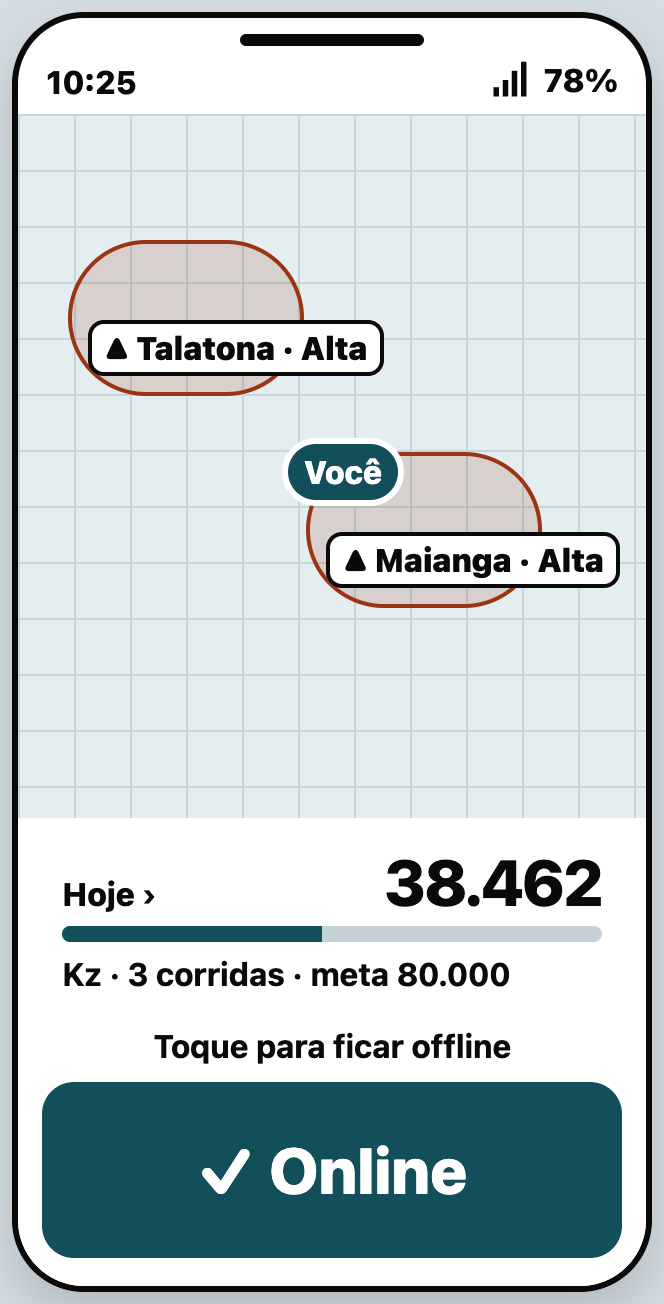 10:25 78%
▲ Talatona · Alta
Você
▲ Maianga · Alta
Hoje › 38.462
Kz · 3 corridas · meta 80.000
Toque para ficar offline
✓ Online